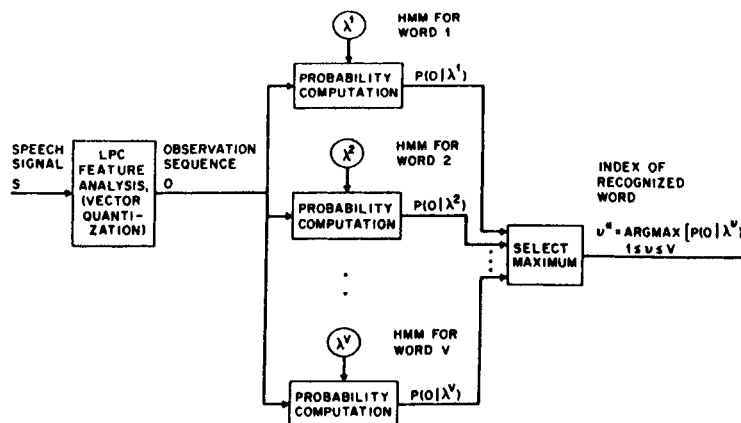 λ¹
HMM FOR
WORD 1
PROBABILITY
COMPUTATION
P(O|λ¹)
SPEECH
SIGNAL
S
LPC
FEATURE
ANALYSIS,
(VECTOR
QUANTI-
ZATION)
OBSERVATION
SEQUENCE
O
λ²
HMM FOR
WORD 2
PROBABILITY
COMPUTATION
P(O|λ²)
λⱽ
HMM FOR
WORD V
PROBABILITY
COMPUTATION
P(O|λⱽ)
SELECT
MAXIMUM
INDEX OF
RECOGNIZED
WORD
v* = ARGMAX [P(O|λᵛ)]
1 ≤ v ≤ V